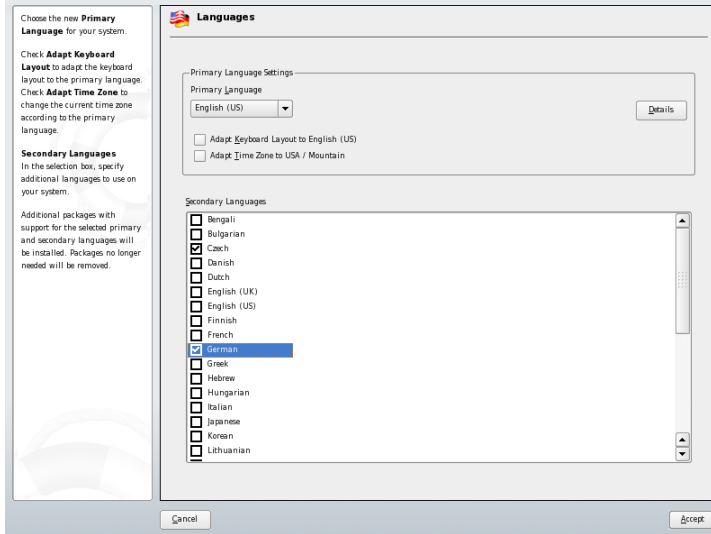 Choose the new Primary
Language for your system.
Check Adapt Keyboard
Layout to adapt the keyboard
layout to the primary language.
Check Adapt Time Zone to
change the current time zone
according to the primary
language.
Secondary Languages
In the selection box, specify
additional languages to use on
your system.
Additional packages with
support for the selected primary
and secondary languages will
be installed. Packages no longer
needed will be removed.
Languages
Primary Language Settings
Primary Language
English (US)
Details
Adapt Keyboard Layout to English (US)
Adapt Time Zone to USA / Mountain
Secondary Languages
Bengali
Bulgarian
Czech
Danish
Dutch
English (UK)
English (US)
Finnish
French
German
Greek
Hebrew
Hungarian
Italian
Japanese
Korean
Lithuanian
Cancel
Accept